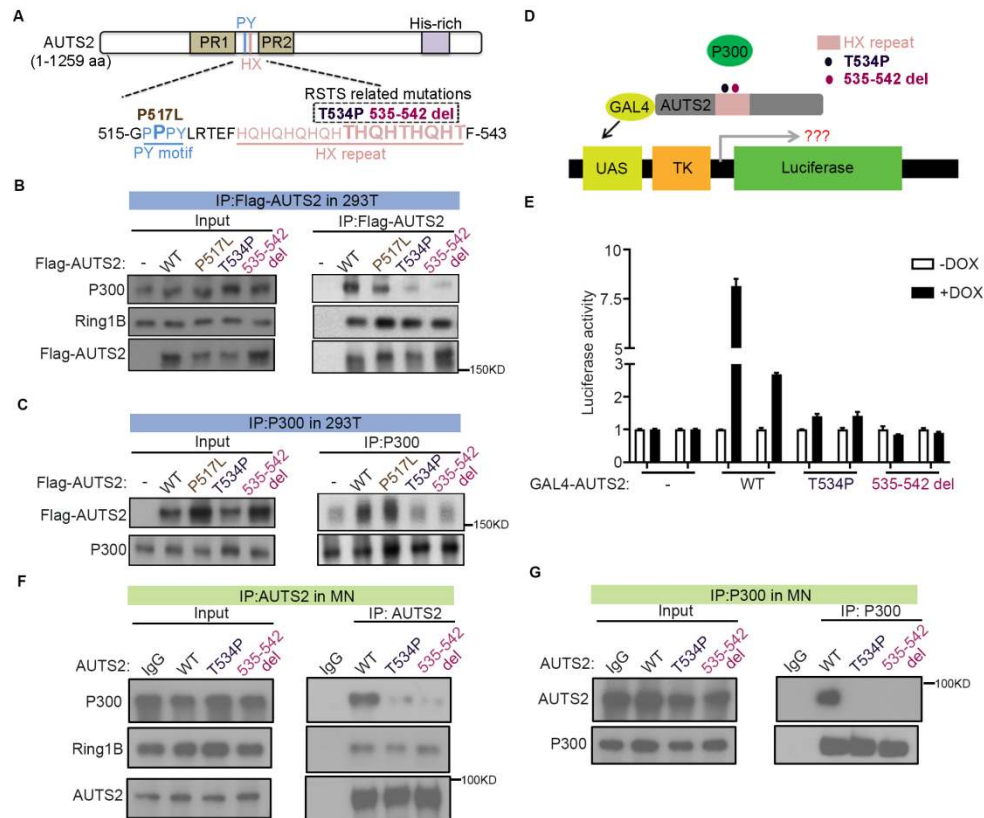 A
AUTS2
(1-1259 aa)
PY
PR1
PR2
His-rich
HX
RSTS related mutations
P517L
T534P 535-542 del
515-GPPPYLRTEFHQHQHQHQHTHQHTHQHTF-543
PY motif
HX repeat
B
IP:Flag-AUTS2 in 293T
Input
IP:Flag-AUTS2
Flag-AUTS2: - WT P517L T534P 535-542 del
- WT P517L T534P 535-542 del
P300
Ring1B
Flag-AUTS2
150KD
C
IP:P300 in 293T
Input
IP:P300
Flag-AUTS2: - WT P517L T534P 535-542 del
- WT P517L T534P 535-542 del
Flag-AUTS2
150KD
P300
D
P300
HX repeat
T534P
535-542 del
GAL4
AUTS2
???
UAS
TK
Luciferase
E
Luciferase activity
10
7.5
5
3
2
1
0
-DOX
+DOX
GAL4-AUTS2: - WT T534P 535-542 del
F
IP:AUTS2 in MN
Input
IP: AUTS2
AUTS2: IgG WT T534P 535-542 del
IgG WT T534P 535-542 del
P300
Ring1B
AUTS2
100KD
G
IP:P300 in MN
Input
IP: P300
AUTS2: IgG WT T534P 535-542 del
IgG WT T534P 535-542 del
AUTS2
100KD
P300